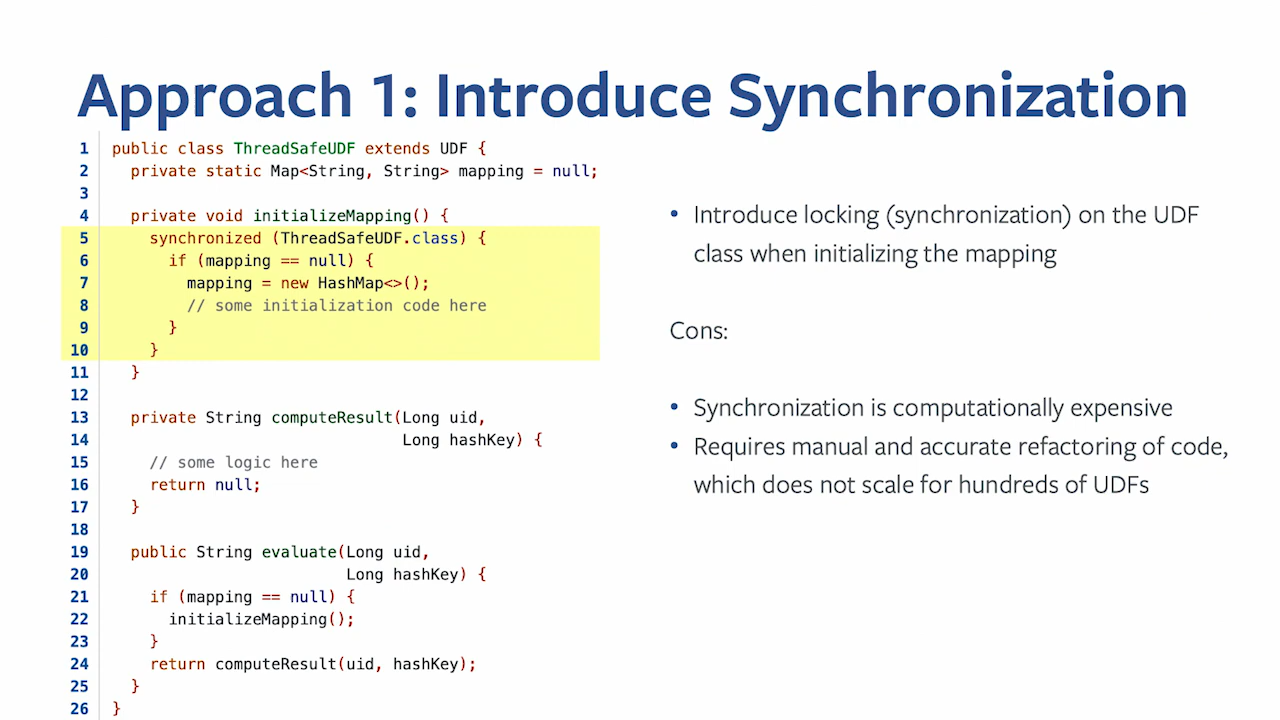 Approach 1: Introduce Synchronization
1 public class ThreadSafeUDF extends UDF {
2   private static Map<String, String> mapping = null;
3
4   private void initializeMapping() {
5     synchronized (ThreadSafeUDF.class) {
6       if (mapping == null) {
7         mapping = new HashMap<>();
8         // some initialization code here
9       }
10     }
11   }
12
13   private String computeResult(Long uid,
14                                Long hashKey) {
15     // some logic here
16     return null;
17   }
18
19   public String evaluate(Long uid,
20                          Long hashKey) {
21     if (mapping == null) {
22       initializeMapping();
23     }
24     return computeResult(uid, hashKey);
25   }
26 }
• Introduce locking (synchronization) on the UDF
class when initializing the mapping
Cons:
• Synchronization is computationally expensive
• Requires manual and accurate refactoring of code,
which does not scale for hundreds of UDFs